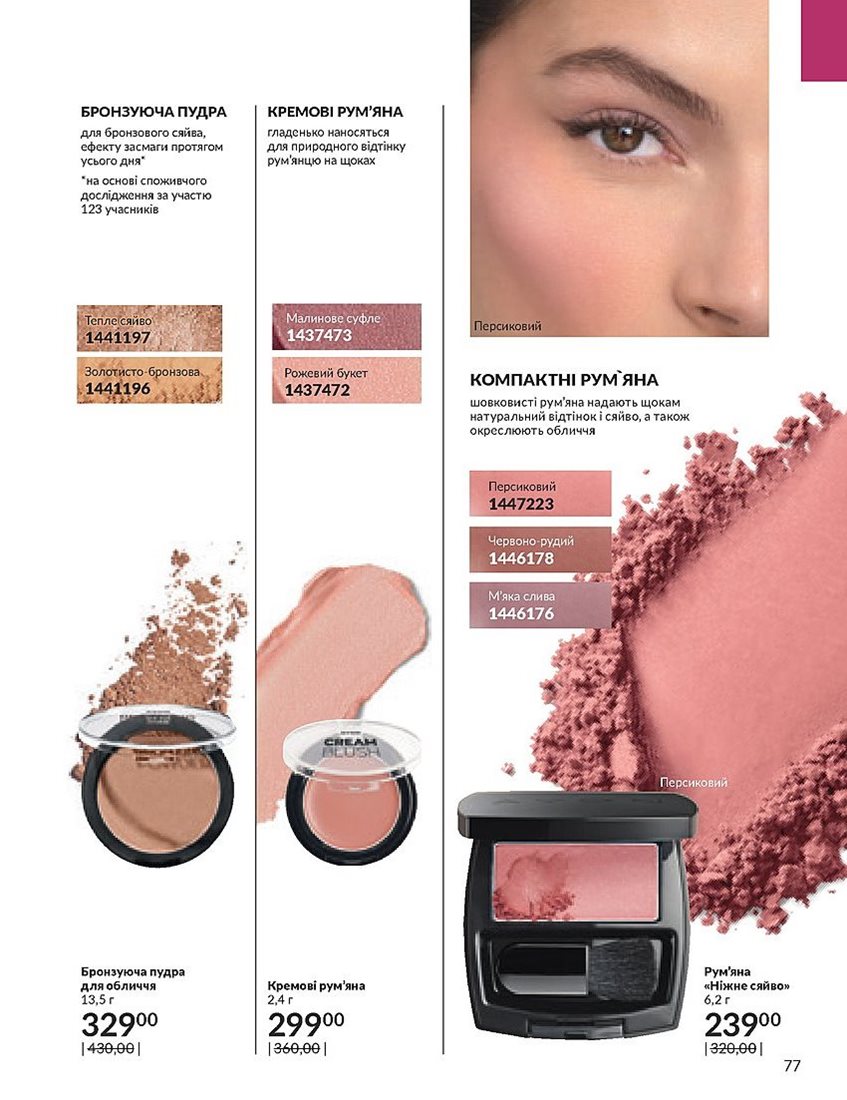 БРОНЗУЮЧА ПУДРА
для бронзового сяйва,
ефекту засмаги протягом
усього дня*
*на основі споживчого
дослідження за участю
123 учасників
Тепле сяйво
1441197
Золотисто-бронзова
1441196
Бронзуюча пудра
для обличчя
13,5 г
32900
|430,00|
КРЕМОВІ РУМ'ЯНА
гладенько наносяться
для природного відтінку
рум'янцю на щоках
Малинове суфле
1437473
Рожевий букет
1437472
CREAM
BLUSH
Кремові рум'яна
2,4 г
29900
|360,00|
Персиковий
КОМПАКТНІ РУМ`ЯНА
шовковисті рум'яна надають щокам
натуральний відтінок і сяйво, а також
окреслюють обличчя
Персиковий
1447223
Червоно-рудий
1446178
М'яка слива
1446176
Персиковий
Рум'яна
«Ніжне сяйво»
6,2 г
23900
|320,00|
77